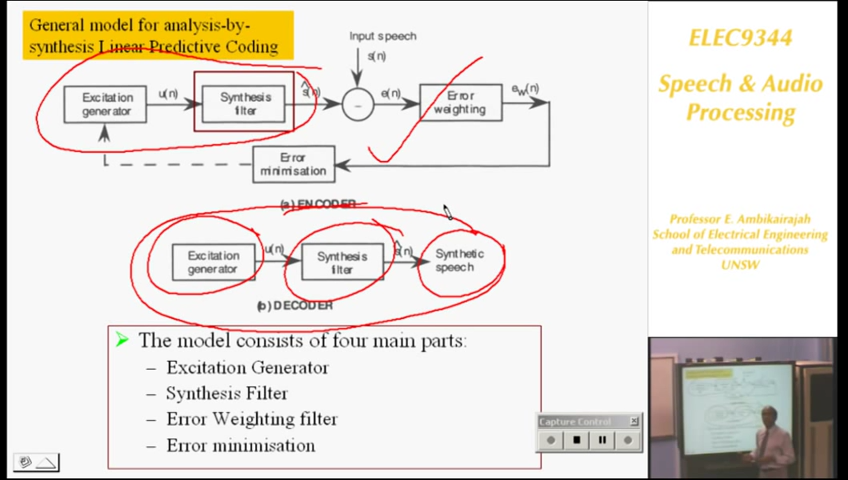 General model for analysis-by-
synthesis Linear Predictive Coding
Input speech
s(n)
Excitation
generator
u(n)
Synthesis
filter
ŝ(n)
–
e(n)
Error
weighting
ew(n)
Error
minimisation
(a) ENCODER
Excitation
generator
u(n)
Synthesis
filter
ŝ(n)
Synthetic
speech
(b) DECODER
The model consists of four main parts:
– Excitation Generator
– Synthesis Filter
– Error Weighting filter
– Error minimisation
Capture Control
ELEC9344
Speech & Audio
Processing
Professor E. Ambikairajah
School of Electrical Engineering
and Telecommunications
UNSW